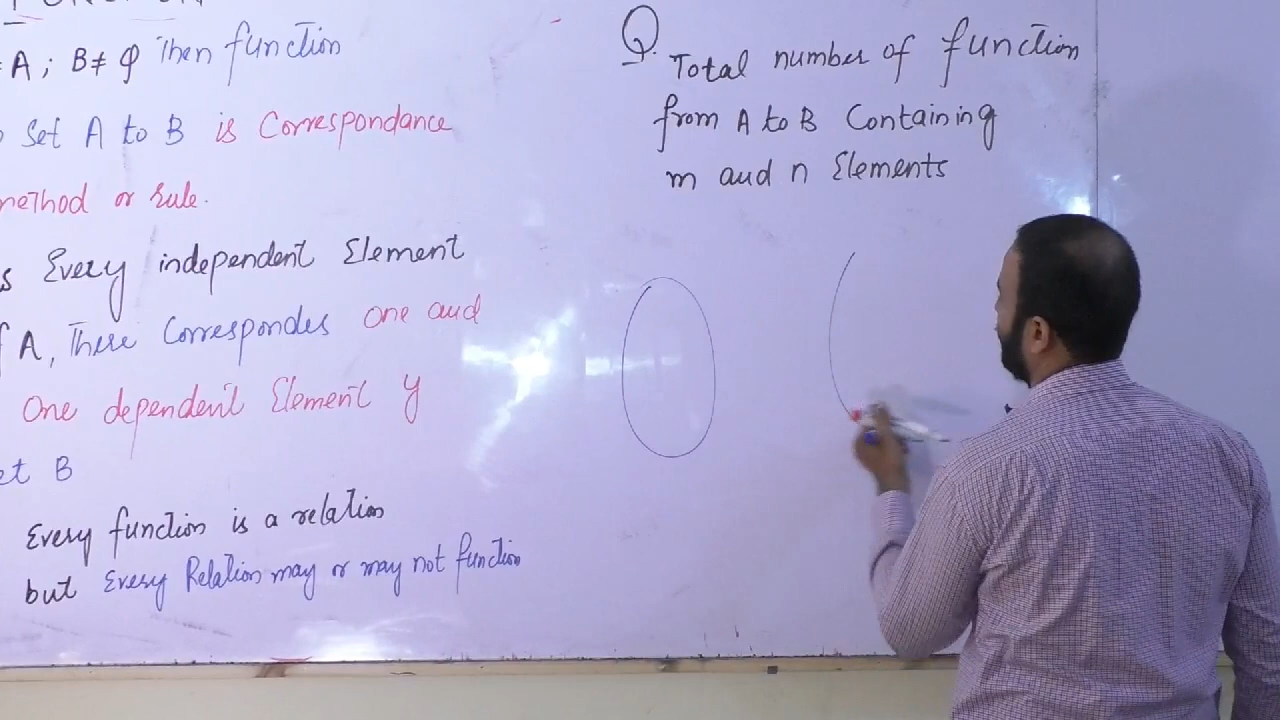 A; B ≠ φ Then function
Set A to B is Correspondance
method or rule.
Every independent Element
A, There Correspondes one and
One dependent Element y
B
Every function is a relation
but Every Relation may or may not function
Q. Total number of function
from A to B Containing
m and n Elements